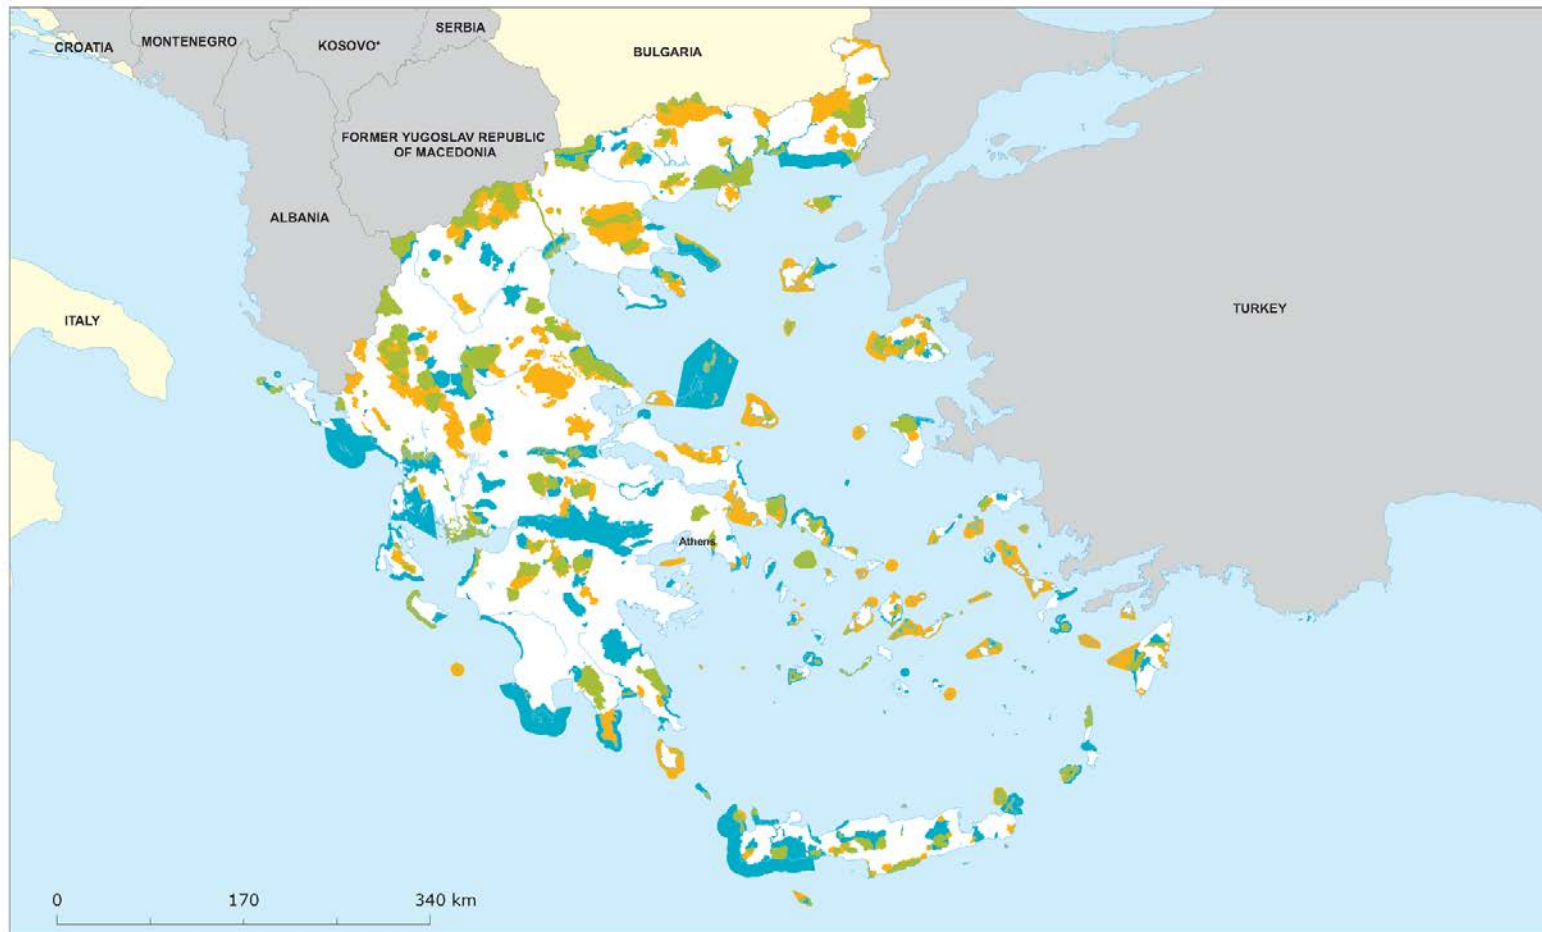 SERBIA
CROATIA
MONTENEGRO
KOSOVO*
BULGARIA
FORMER YUGOSLAV REPUBLIC
OF MACEDONIA
ALBANIA
ITALY
TURKEY
Athens
0 170 340 km